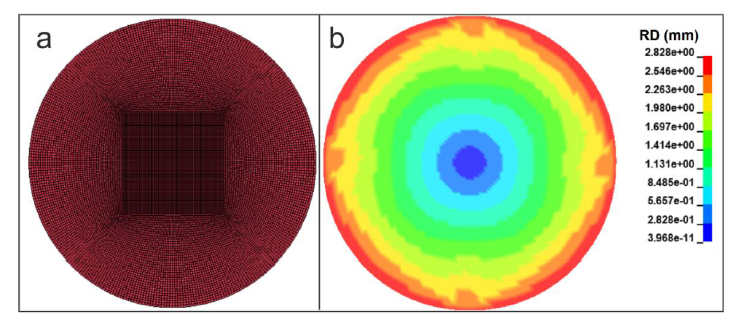 a
b
RD (mm)
2.828e+00
2.546e+00
2.263e+00
1.980e+00
1.697e+00
1.414e+00
1.131e+00
8.485e-01
5.657e-01
2.828e-01
3.968e-11